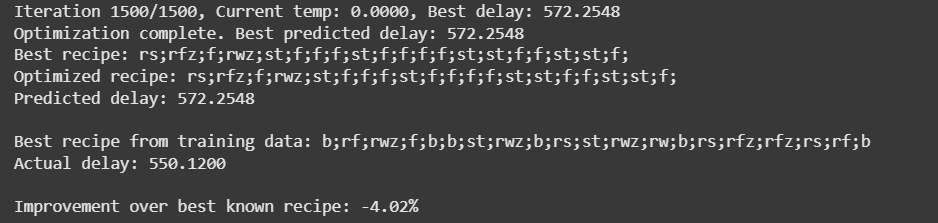 Iteration 1500/1500, Current temp: 0.0000, Best delay: 572.2548
Optimization complete. Best predicted delay: 572.2548
Best recipe: rs;rfz;f;rwz;st;f;f;f;st;f;f;f;f;st;st;f;f;st;st;f;
Optimized recipe: rs;rfz;f;rwz;st;f;f;f;st;f;f;f;f;st;st;f;f;st;st;f;
Predicted delay: 572.2548
Best recipe from training data: b;rf;rwz;f;b;b;st;rwz;b;rs;st;rwz;rw;b;rs;rfz;rfz;rs;rf;b
Actual delay: 550.1200
Improvement over best known recipe: -4.02%